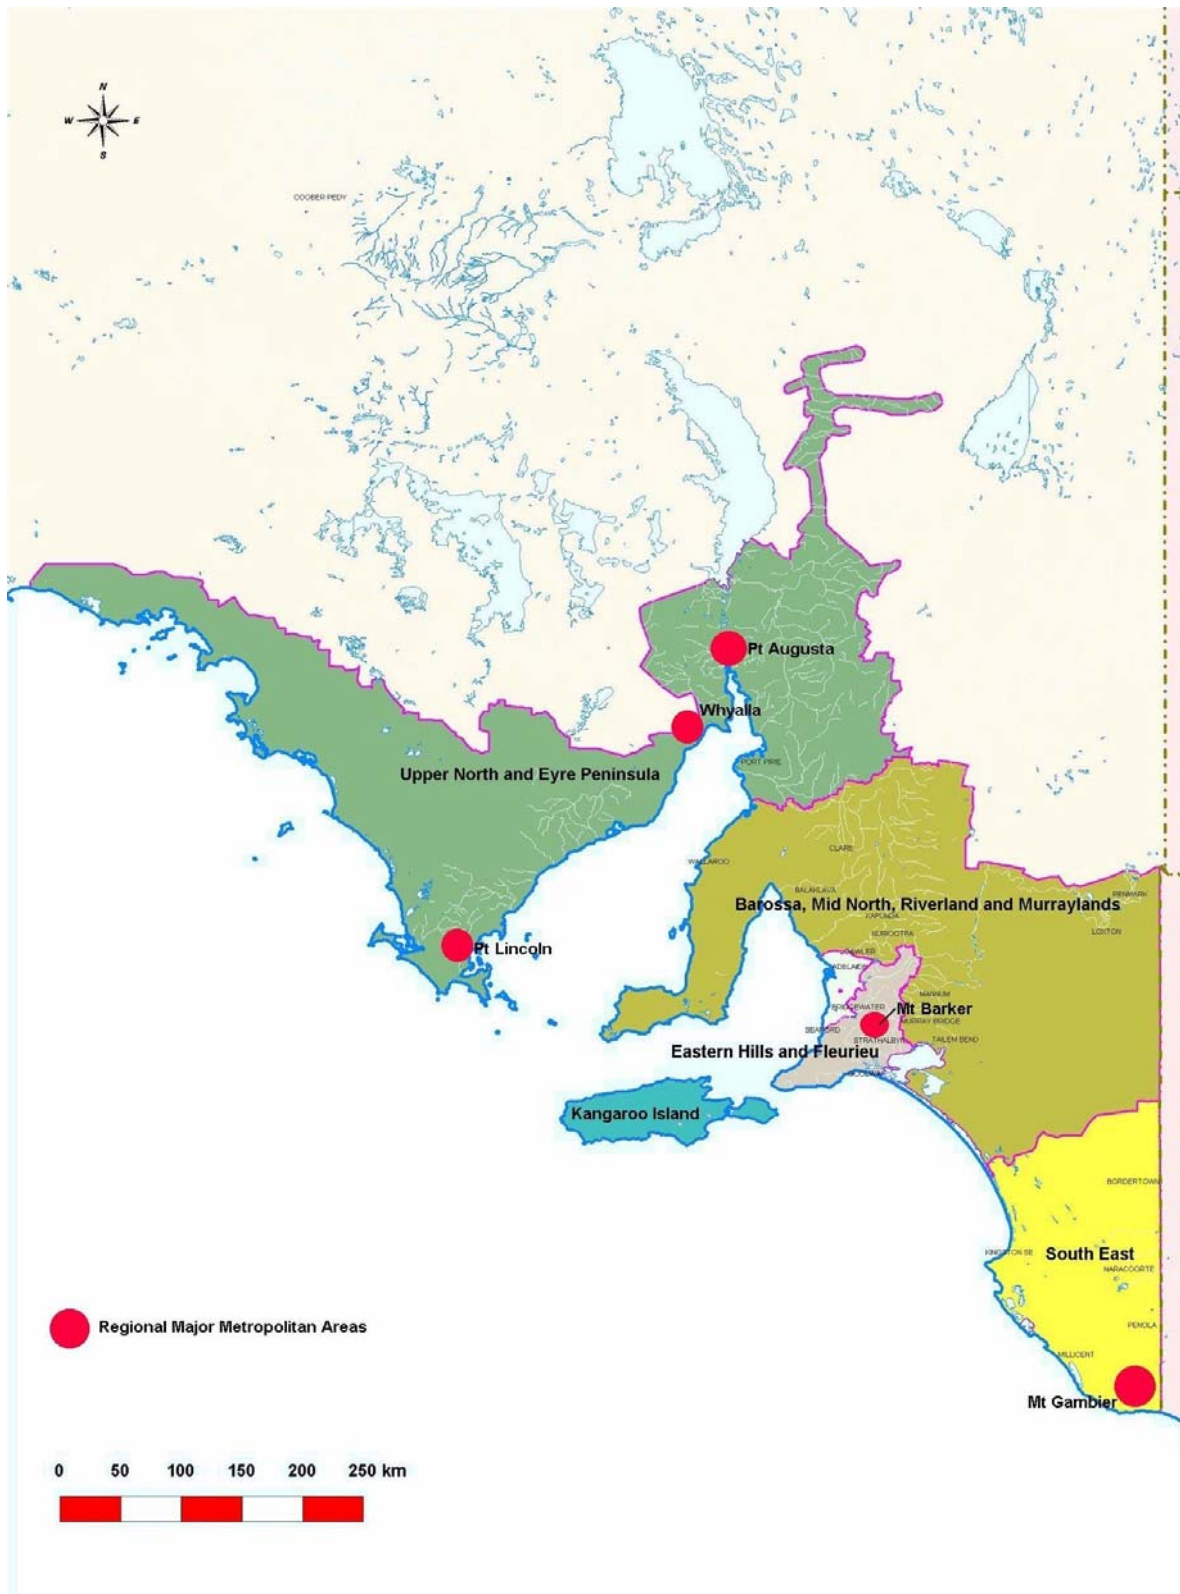 N
W E
S
COOBER PEDY
Pt Augusta
Whyalla
PORT PIRIE
Upper North and Eyre Peninsula
WALLAROO
CLARE
BALAKLAVA
RENMARK
Barossa, Mid North, Riverland and Murraylands
KAPUNDA
LOXTON
NURIOOTPA
Pt Lincoln
GAWLER
ADELAIDE
MANNUM
BRIDGEWATER
Mt Barker
MURRAY BRIDGE
SEAFORD
STRATHALBYN
TAILEM BEND
Eastern Hills and Fleurieu
GOOLWA
Kangaroo Island
BORDERTOWN
KINGSTON SE
South East
NARACOORTE
Regional Major Metropolitan Areas
PENOLA
MILLICENT
Mt Gambier
0 50 100 150 200 250 km